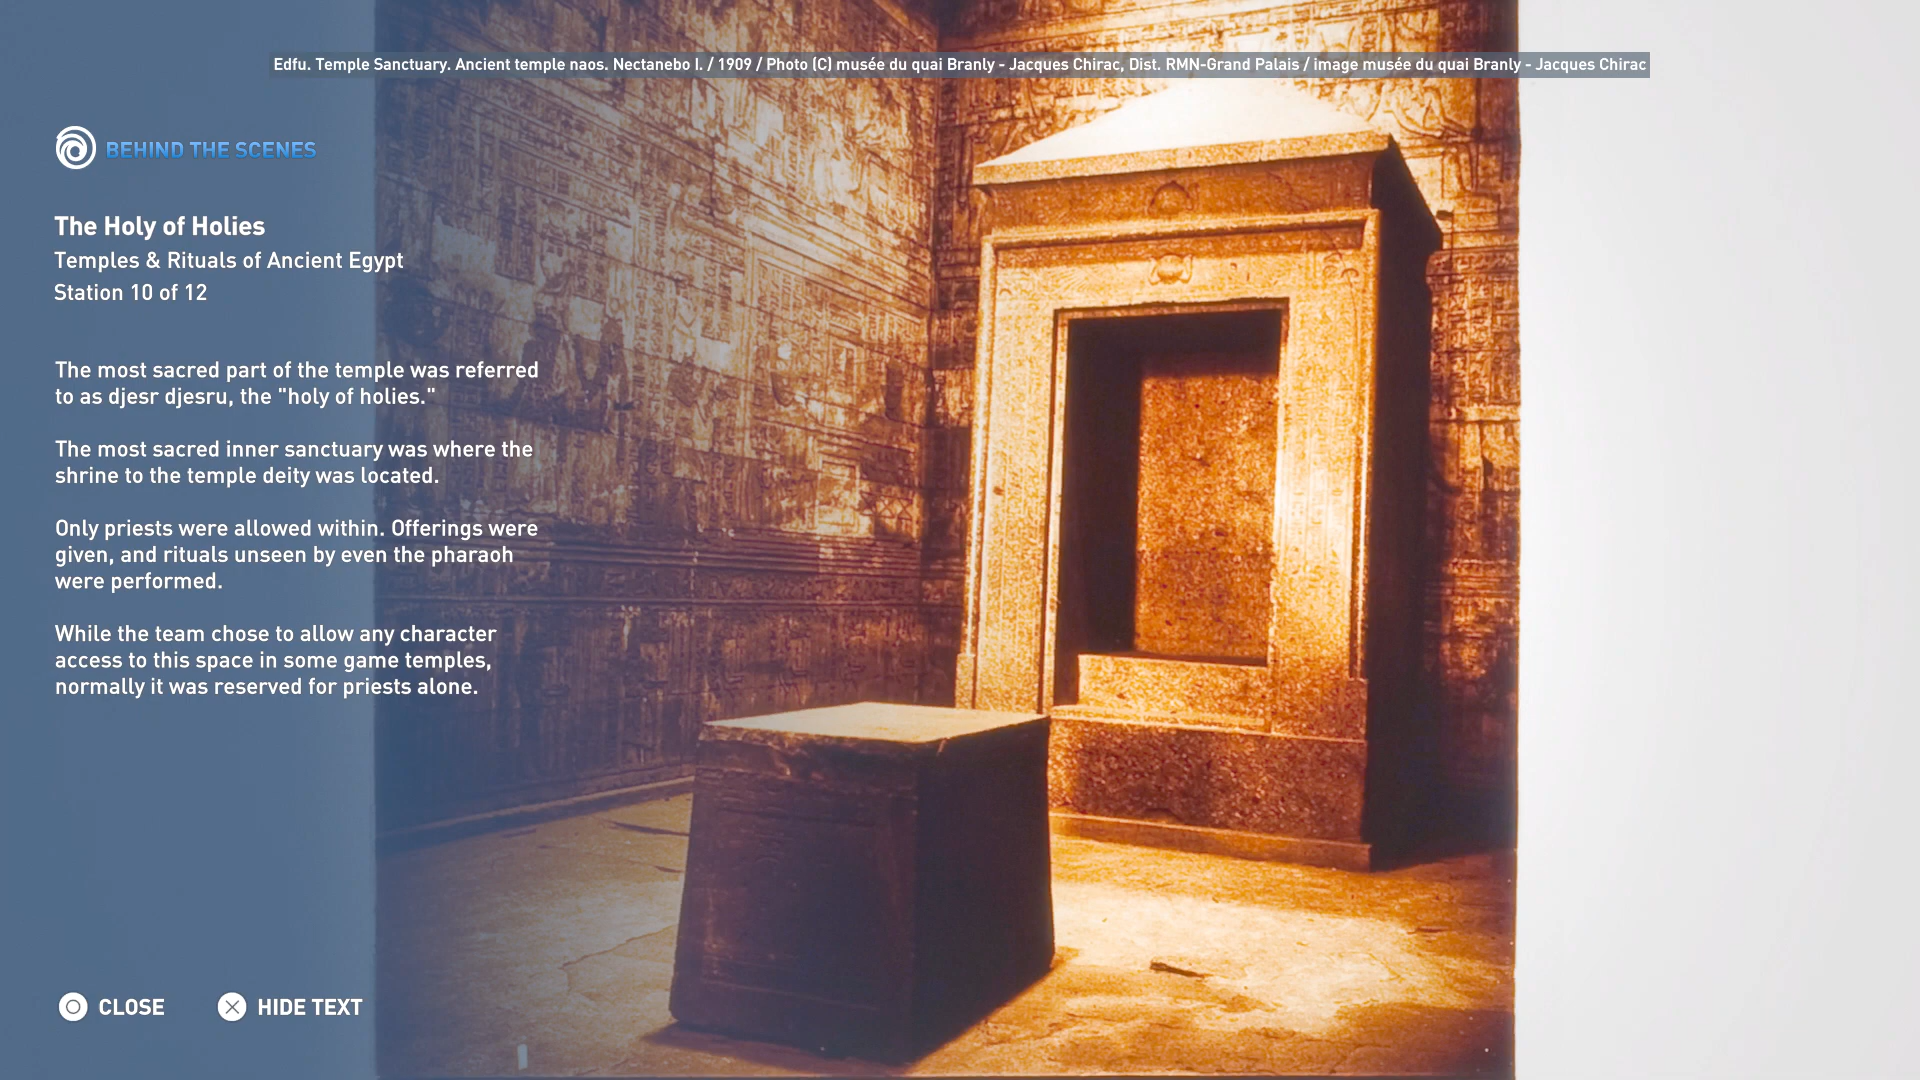 Edfu. Temple Sanctuary. Ancient temple naos. Nectanebo I. / 1909 / Photo (C) musée du quai Branly - Jacques Chirac, Dist. RMN-Grand Palais / image musée du quai Branly - Jacques Chirac
BEHIND THE SCENES
The Holy of Holies
Temples & Rituals of Ancient Egypt
Station 10 of 12
The most sacred part of the temple was referred
to as djesr djesru, the "holy of holies."
The most sacred inner sanctuary was where the
shrine to the temple deity was located.
Only priests were allowed within. Offerings were
given, and rituals unseen by even the pharaoh
were performed.
While the team chose to allow any character
access to this space in some game temples,
normally it was reserved for priests alone.
CLOSE
HIDE TEXT